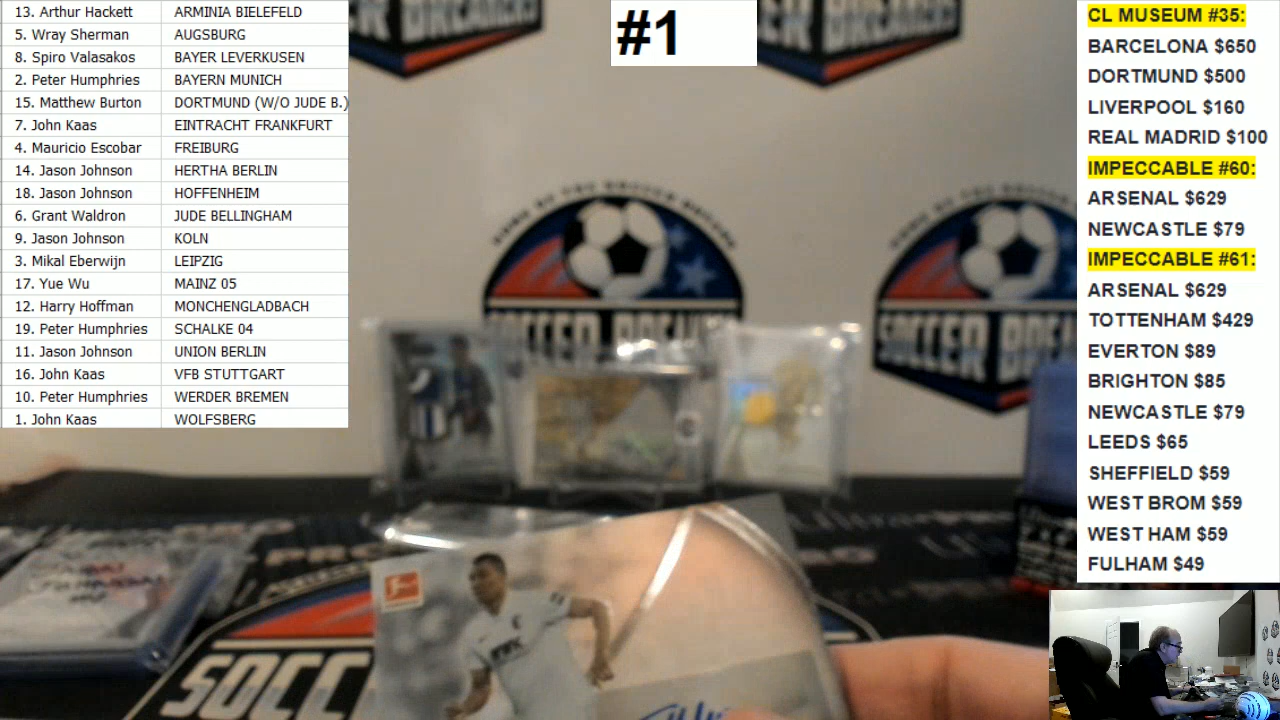 13. Arthur Hackett ARMINIA BIELEFELD
5. Wray Sherman AUGSBURG
8. Spiro Valasakos BAYER LEVERKUSEN
2. Peter Humphries BAYERN MUNICH
15. Matthew Burton DORTMUND (W/O JUDE B.)
7. John Kaas EINTRACHT FRANKFURT
4. Mauricio Escobar FREIBURG
14. Jason Johnson HERTHA BERLIN
18. Jason Johnson HOFFENHEIM
6. Grant Waldron JUDE BELLINGHAM
9. Jason Johnson KOLN
3. Mikal Eberwijn LEIPZIG
17. Yue Wu MAINZ 05
12. Harry Hoffman MONCHENGLADBACH
19. Peter Humphries SCHALKE 04
11. Jason Johnson UNION BERLIN
16. John Kaas VFB STUTTGART
10. Peter Humphries WERDER BREMEN
1. John Kaas WOLFSBERG
#1
CL MUSEUM #35:
BARCELONA $650
DORTMUND $500
LIVERPOOL $160
REAL MADRID $100
IMPECCABLE #60:
ARSENAL $629
NEWCASTLE $79
IMPECCABLE #61:
ARSENAL $629
TOTTENHAM $429
EVERTON $89
BRIGHTON $85
NEWCASTLE $79
LEEDS $65
SHEFFIELD $59
WEST BROM $59
WEST HAM $59
FULHAM $49
SOCCER BREAKERS
SOCCER BRE
SOCC